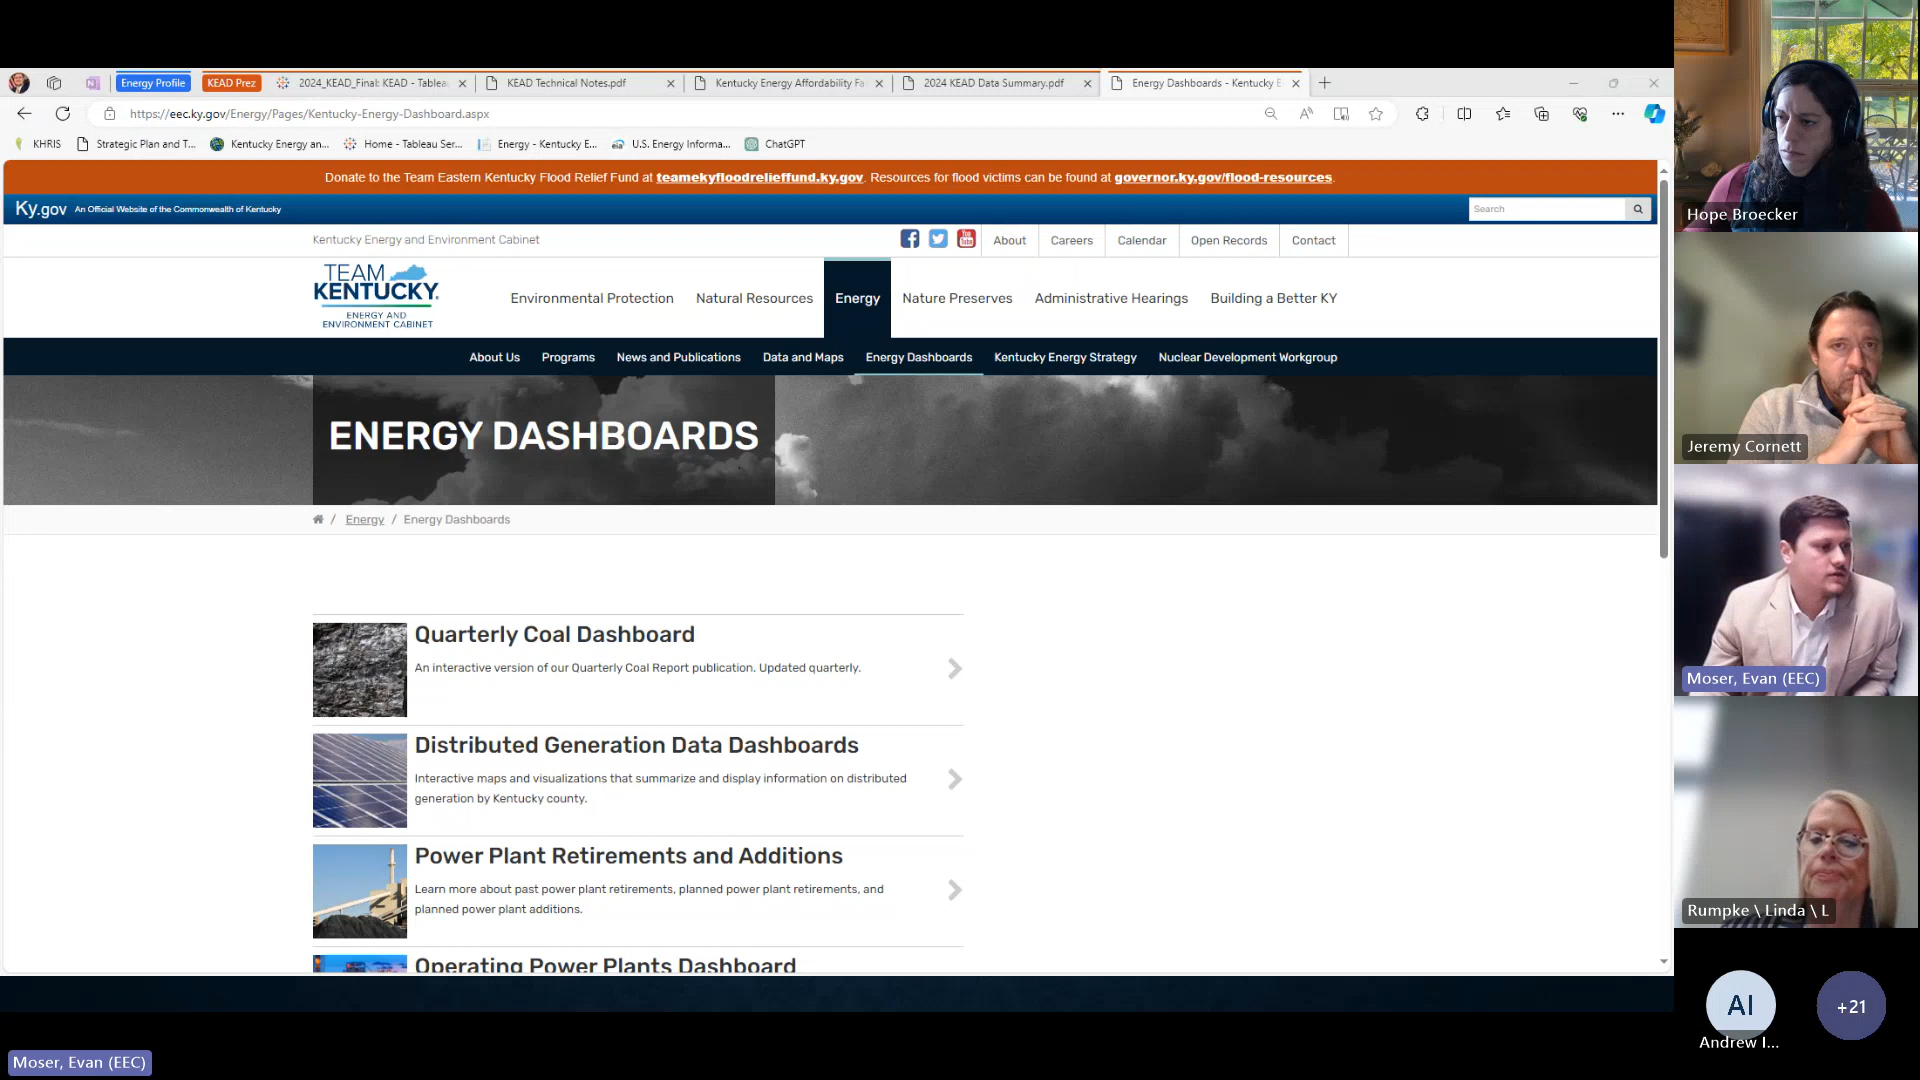 Energy Profile
KEAD Prez
2024_KEAD_Final: KEAD - Tablea
KEAD Technical Notes.pdf
Kentucky Energy Affordability Fa
2024 KEAD Data Summary.pdf
Energy Dashboards - Kentucky E
https://eec.ky.gov/Energy/Pages/Kentucky-Energy-Dashboard.aspx
KHRIS
Strategic Plan and T...
Kentucky Energy an...
Home - Tableau Ser...
Energy - Kentucky E...
U.S. Energy Informa...
ChatGPT
Donate to the Team Eastern Kentucky Flood Relief Fund at teamekyfloodrelieffund.ky.gov. Resources for flood victims can be found at governor.ky.gov/flood-resources.
Ky.gov An Official Website of the Commonwealth of Kentucky
Search
Kentucky Energy and Environment Cabinet
You Tube
About
Careers
Calendar
Open Records
Contact
TEAM
KENTUCKY
ENERGY AND
ENVIRONMENT CABINET
Environmental Protection
Natural Resources
Energy
Nature Preserves
Administrative Hearings
Building a Better KY
About Us
Programs
News and Publications
Data and Maps
Energy Dashboards
Kentucky Energy Strategy
Nuclear Development Workgroup
ENERGY DASHBOARDS
/ Energy / Energy Dashboards
Quarterly Coal Dashboard
An interactive version of our Quarterly Coal Report publication. Updated quarterly.
Distributed Generation Data Dashboards
Interactive maps and visualizations that summarize and display information on distributed
generation by Kentucky county.
Power Plant Retirements and Additions
Learn more about past power plant retirements, planned power plant retirements, and
planned power plant additions.
Operating Power Plants Dashboard
Hope Broecker
Jeremy Cornett
Moser, Evan (EEC)
Rumpke \ Linda \ L
AI
+21
Andrew I...
Moser, Evan (EEC)